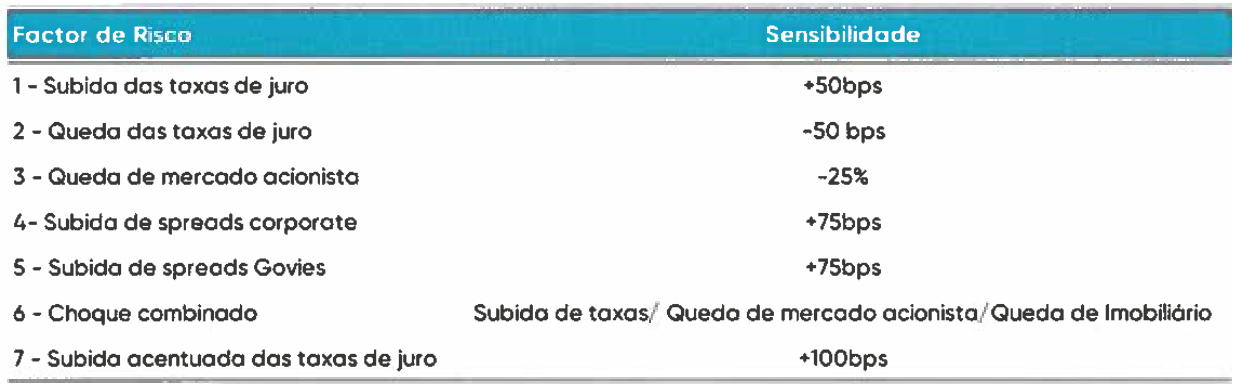 Factor de Risco Sensibilidade
1 - Subida das taxas de juro +50bps
2 - Queda das taxas de juro -50 bps
3 - Queda de mercado acionista -25%
4- Subida de spreads corporate +75bps
5 - Subida de spreads Govies +75bps
6 - Choque combinado Subida de taxas/ Queda de mercado acionista/Queda de Imobiliário
7 - Subida acentuada das taxas de juro +100bps